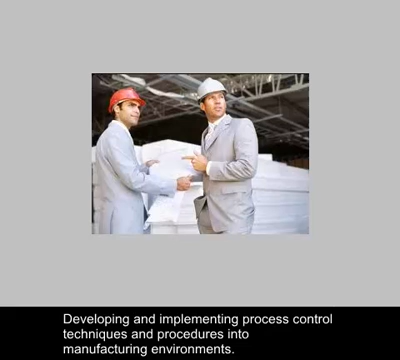 Developing and implementing process control
techniques and procedures into
manufacturing environments.